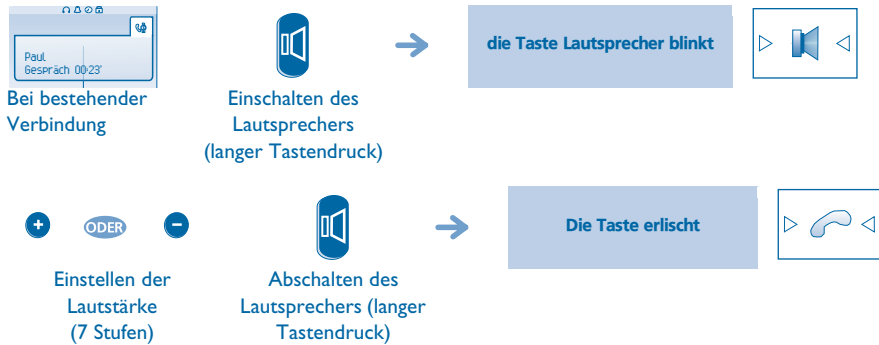 Paul
Gespräch 00:23'
die Taste Lautsprecher blinkt
Bei bestehender
Verbindung
Einschalten des
Lautsprechers
(langer Tastendruck)
ODER
Die Taste erlischt
Einstellen der
Lautstärke
(7 Stufen)
Abschalten des
Lautsprechers (langer
Tastendruck)